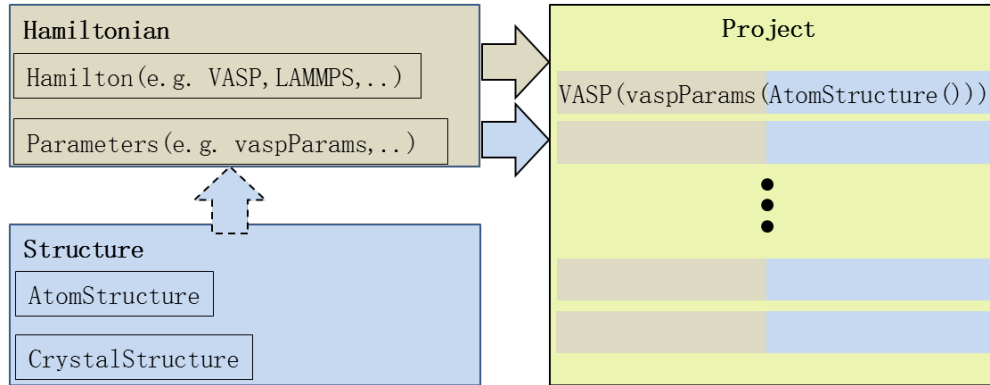 Hamiltonian
Hamilton(e.g. VASP,LAMMPS,..)
Parameters(e.g. vaspParams,..)
Structure
AtomStructure
CrystalStructure
Project
VASP(vaspParams(AtomStructure()))